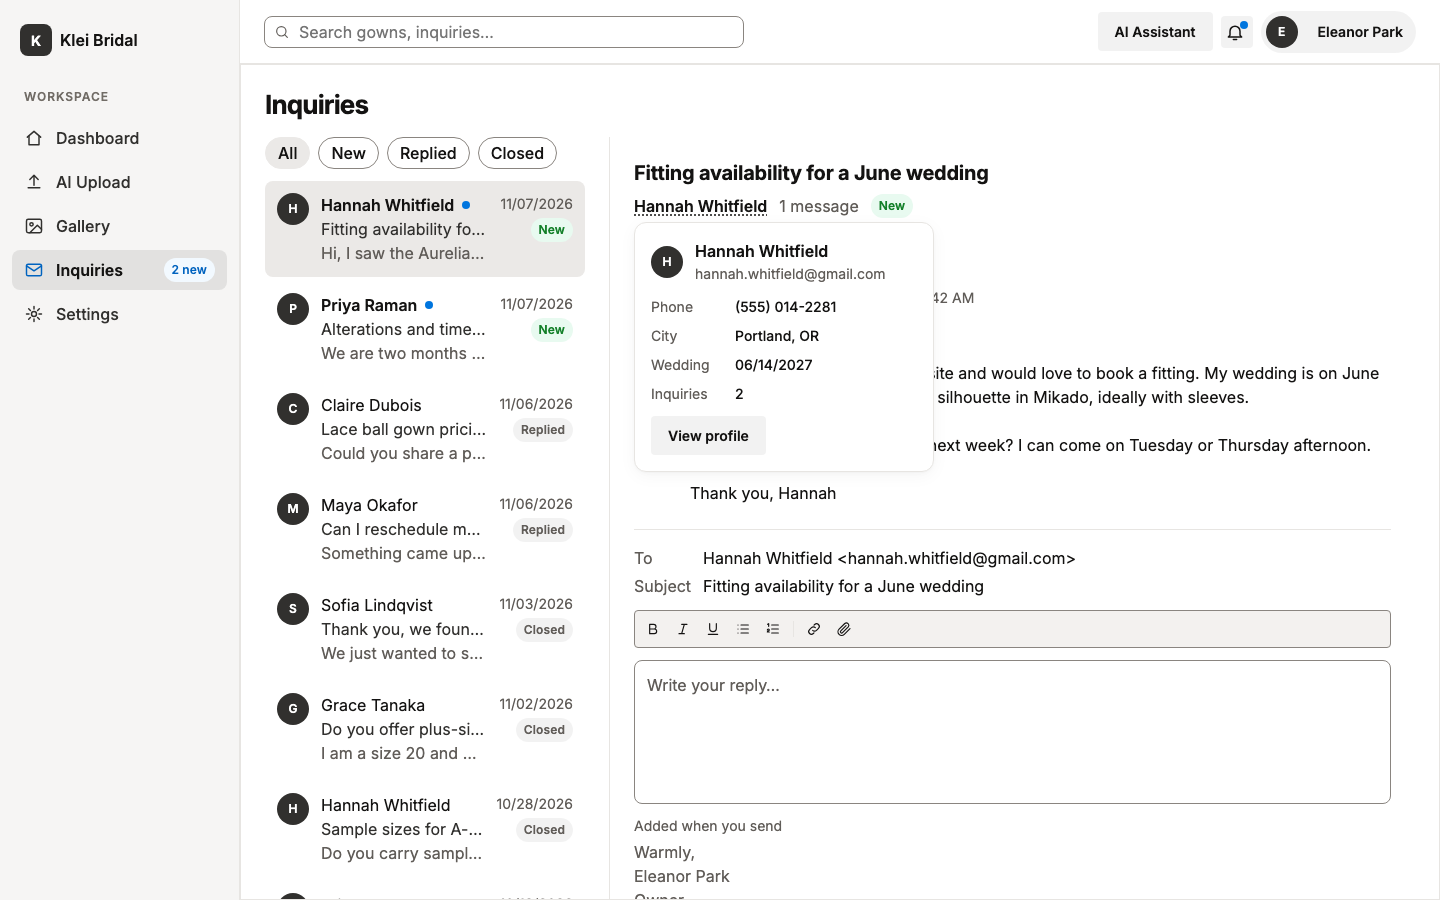 K Klei Bridal
Search gowns, inquiries...
AI Assistant
E Eleanor Park
WORKSPACE
Dashboard
AI Upload
Gallery
Inquiries 2 new
Settings
Inquiries
All New Replied Closed
H Hannah Whitfield 11/07/2026
Fitting availability fo... New
Hi, I saw the Aurelia...
P Priya Raman 11/07/2026
Alterations and time... New
We are two months ...
C Claire Dubois 11/06/2026
Lace ball gown prici... Replied
Could you share a p...
M Maya Okafor 11/06/2026
Can I reschedule m... Replied
Something came up...
S Sofia Lindqvist 11/03/2026
Thank you, we foun... Closed
We just wanted to s...
G Grace Tanaka 11/02/2026
Do you offer plus-si... Closed
I am a size 20 and ...
H Hannah Whitfield 10/28/2026
Sample sizes for A-... Closed
Do you carry sampl...
Fitting availability for a June wedding
Hannah Whitfield 1 message New
H Hannah Whitfield
hannah.whitfield@gmail.com
Phone (555) 014-2281
City Portland, OR
Wedding 06/14/2027
Inquiries 2
View profile
42 AM
site and would love to book a fitting. My wedding is on June
silhouette in Mikado, ideally with sleeves.
next week? I can come on Tuesday or Thursday afternoon.
Thank you, Hannah
To Hannah Whitfield <hannah.whitfield@gmail.com>
Subject Fitting availability for a June wedding
B I U
Write your reply...
Added when you send
Warmly,
Eleanor Park